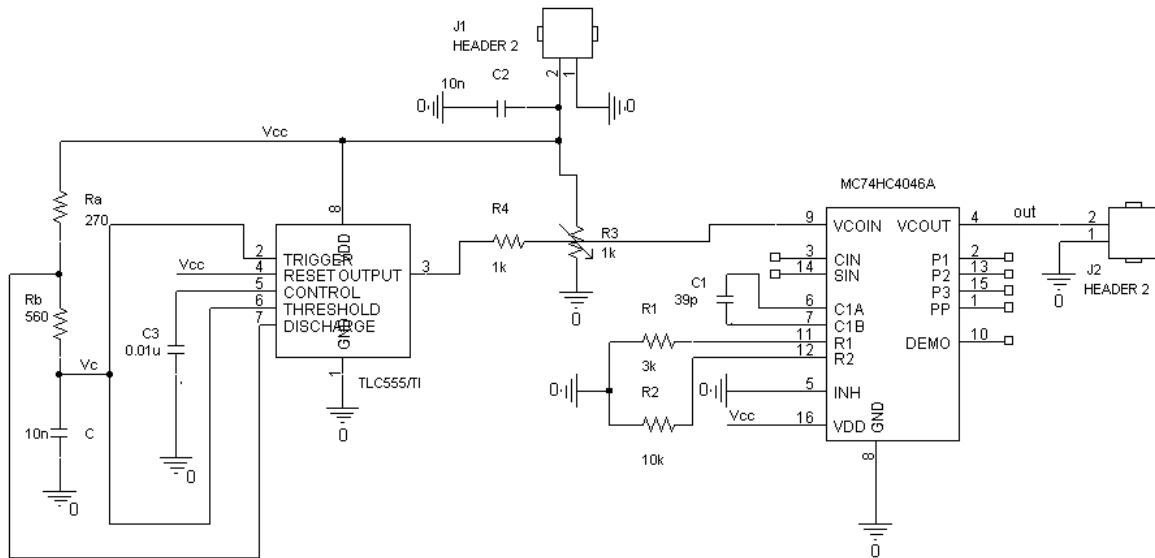 J1
HEADER 2
2
1
10n
C2
0
0
Vcc
Ra
270
8
R4
1k
R3
1k
0
MC74HC4046A
2
TRIGGER
VDD
4
RESET
OUTPUT
3
5
CONTROL
6
THRESHOLD
7
DISCHARGE
GND
1
TLC555/TI
0
Vcc
Rb
560
C3
0.01u
Vc
10n
C
0
0
9
VCOIN
VCOUT
4
out
2
1
J2
HEADER 2
0
3
CIN
14
SIN
P1
2
P2
13
P3
15
PP
1
C1
39p
6
C1A
7
C1B
11
R1
12
R2
DEMO
10
R1
3k
R2
10k
0
0
5
INH
Vcc
16
VDD
GND
8
0